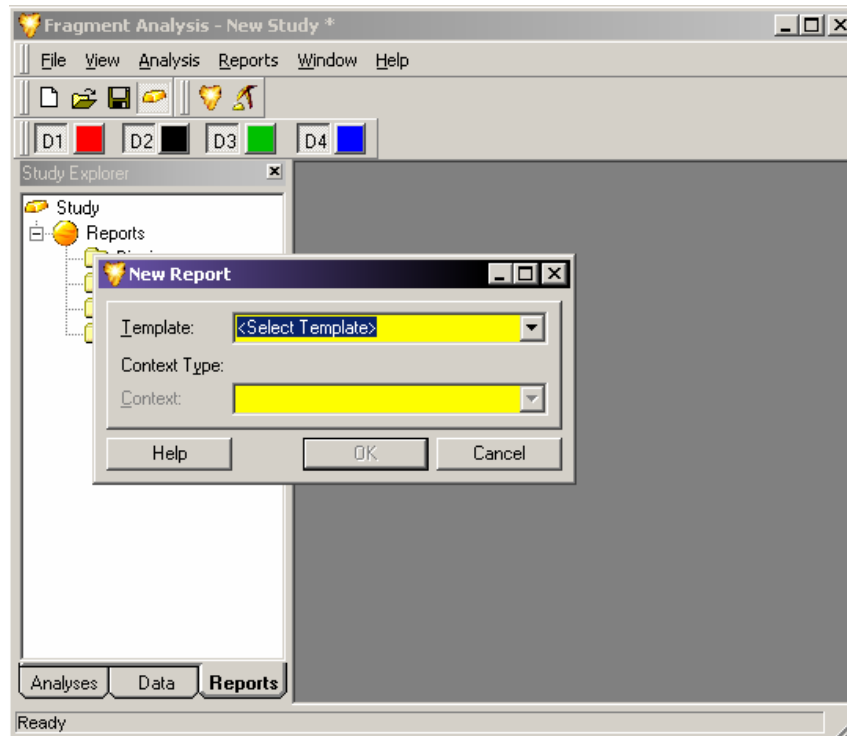 Fragment Analysis - New Study *
File View Analysis Reports Window Help
D1 D2 D3 D4
Study Explorer
Study
Reports
New Report
Template: <Select Template>
Context Type:
Context:
Help OK Cancel
Analyses Data Reports
Ready